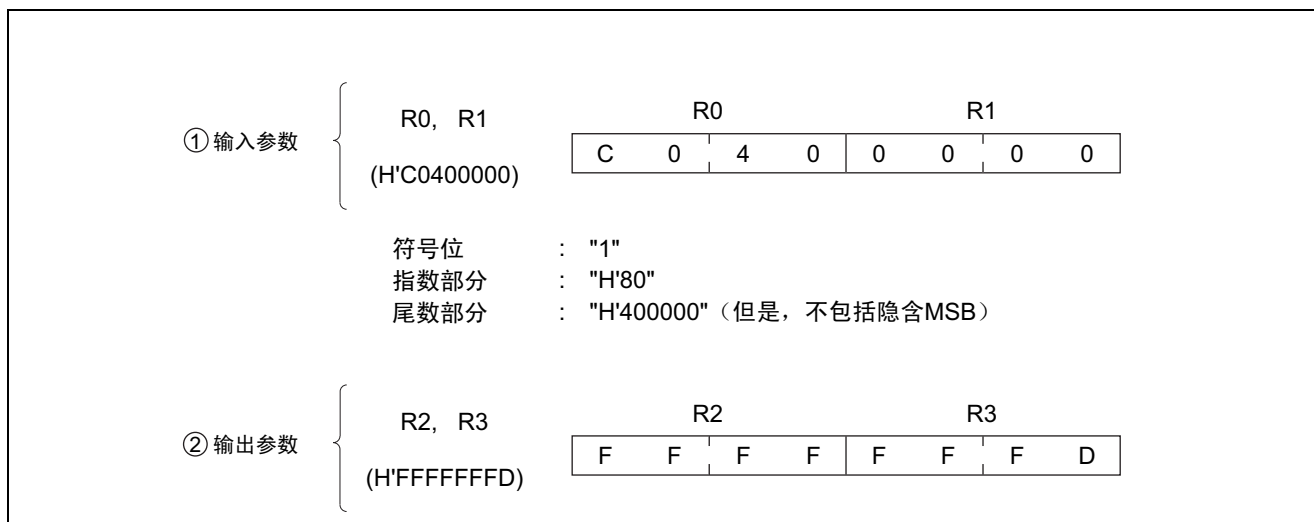 R0, R1
R0 R1
①输入参数
C 0 4 0 0 0 0 0
(H'C0400000)
符号位 : "1"
指数部分 : "H'80"
尾数部分 : "H'400000"（但是，不包括隐含MSB）
R2, R3
R2 R3
②输出参数
F F F F F F F D
(H'FFFFFFFD)